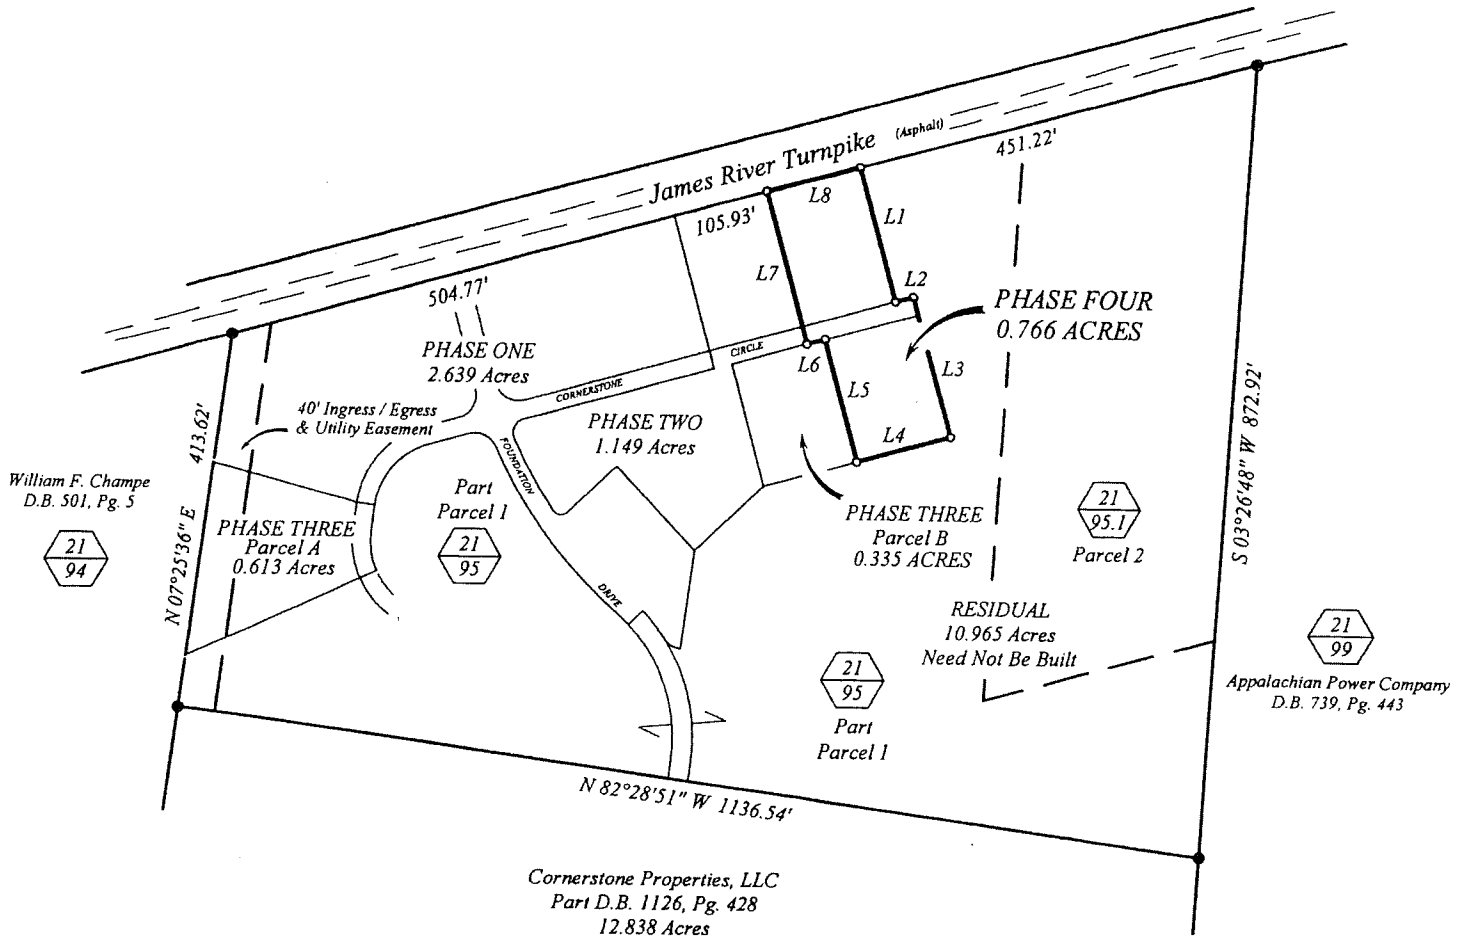 James River Turnpike
(Asphalt)
451.22'
L8
L1
105.93'
L7
L2
504.77'
PHASE FOUR
0.766 ACRES
PHASE ONE
2.639 Acres
CIRCLE
L6
L3
CORNERSTONE
L5
40' Ingress / Egress
& Utility Easement
PHASE TWO
1.149 Acres
L4
FOUNDATION
413.62'
N 07°25'36" E
S 03°26'48" W 872.92'
William F. Champe
D.B. 501, Pg. 5
21
94
PHASE THREE
Parcel A
0.613 Acres
Part
Parcel 1
21
95
PHASE THREE
Parcel B
0.335 ACRES
21
95.1
Parcel 2
DRIVE
RESIDUAL
10.965 Acres
Need Not Be Built
21
99
Appalachian Power Company
D.B. 739, Pg. 443
21
95
Part
Parcel 1
N 82°28'51" W 1136.54'
Cornerstone Properties, LLC
Part D.B. 1126, Pg. 428
12.838 Acres